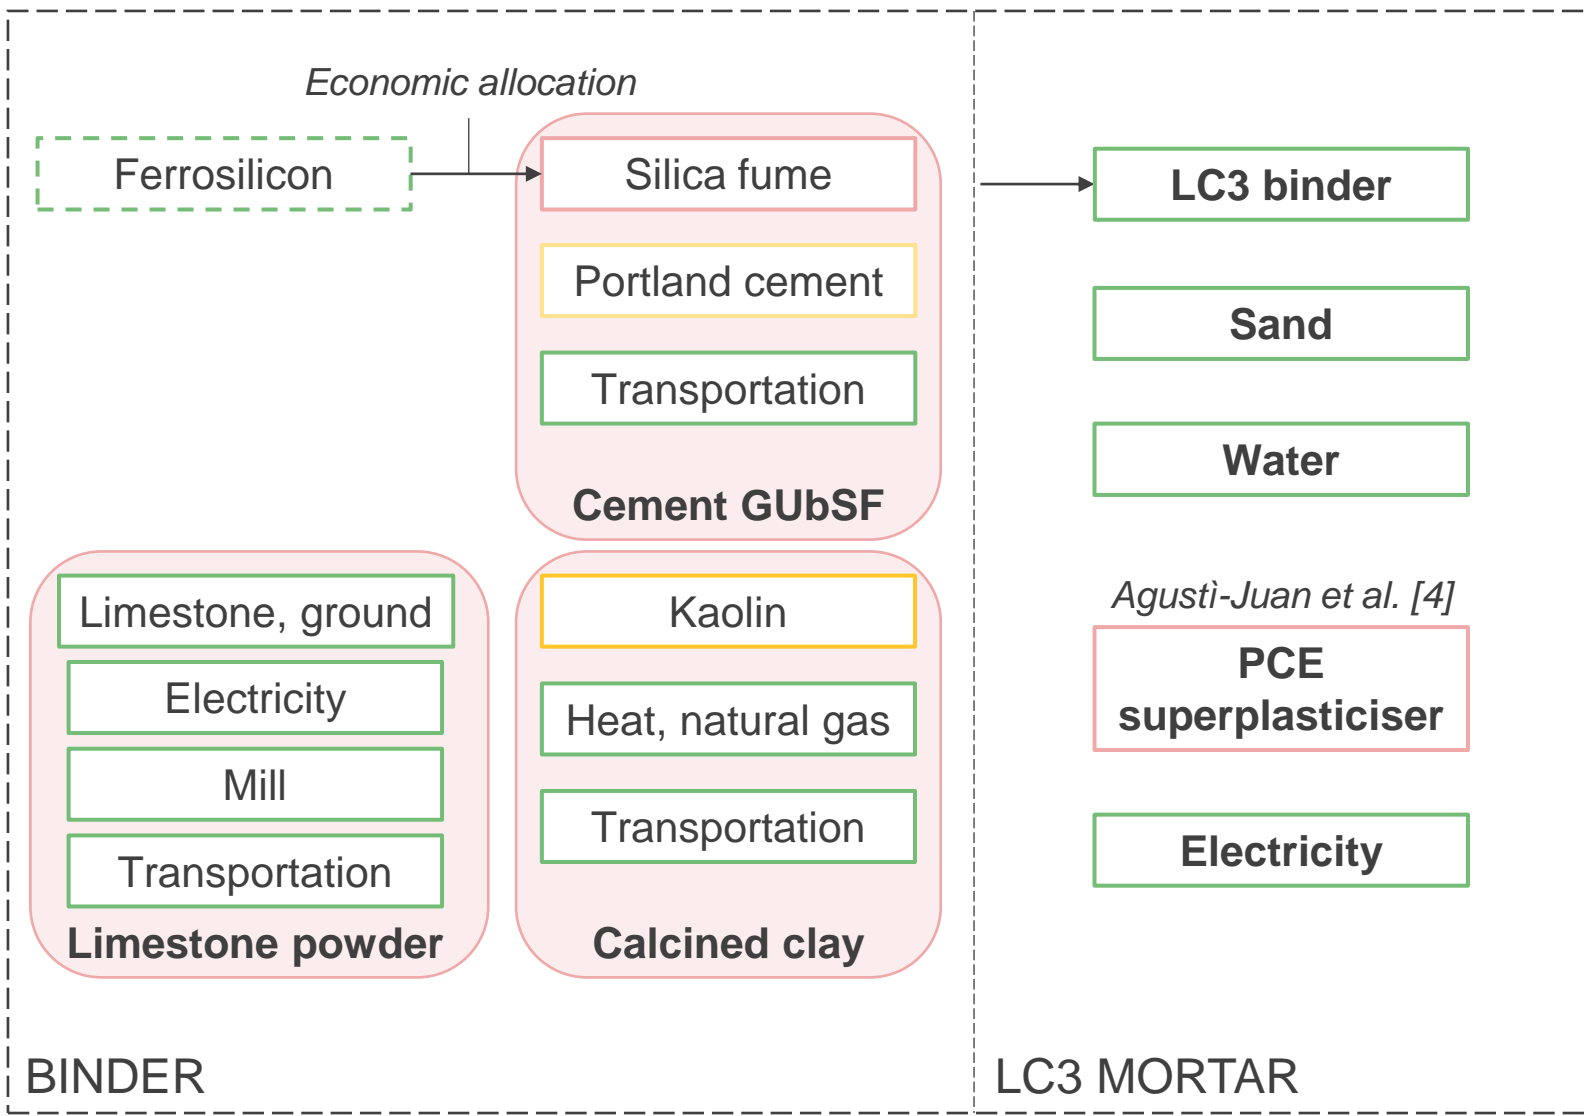 Economic allocation
Ferrosilicon
Silica fume
Portland cement
Transportation
Cement GUbSF
Limestone, ground
Electricity
Mill
Transportation
Limestone powder
Kaolin
Heat, natural gas
Transportation
Calcined clay
BINDER
LC3 binder
Sand
Water
Agustì-Juan et al. [4]
PCE
superplasticiser
Electricity
LC3 MORTAR